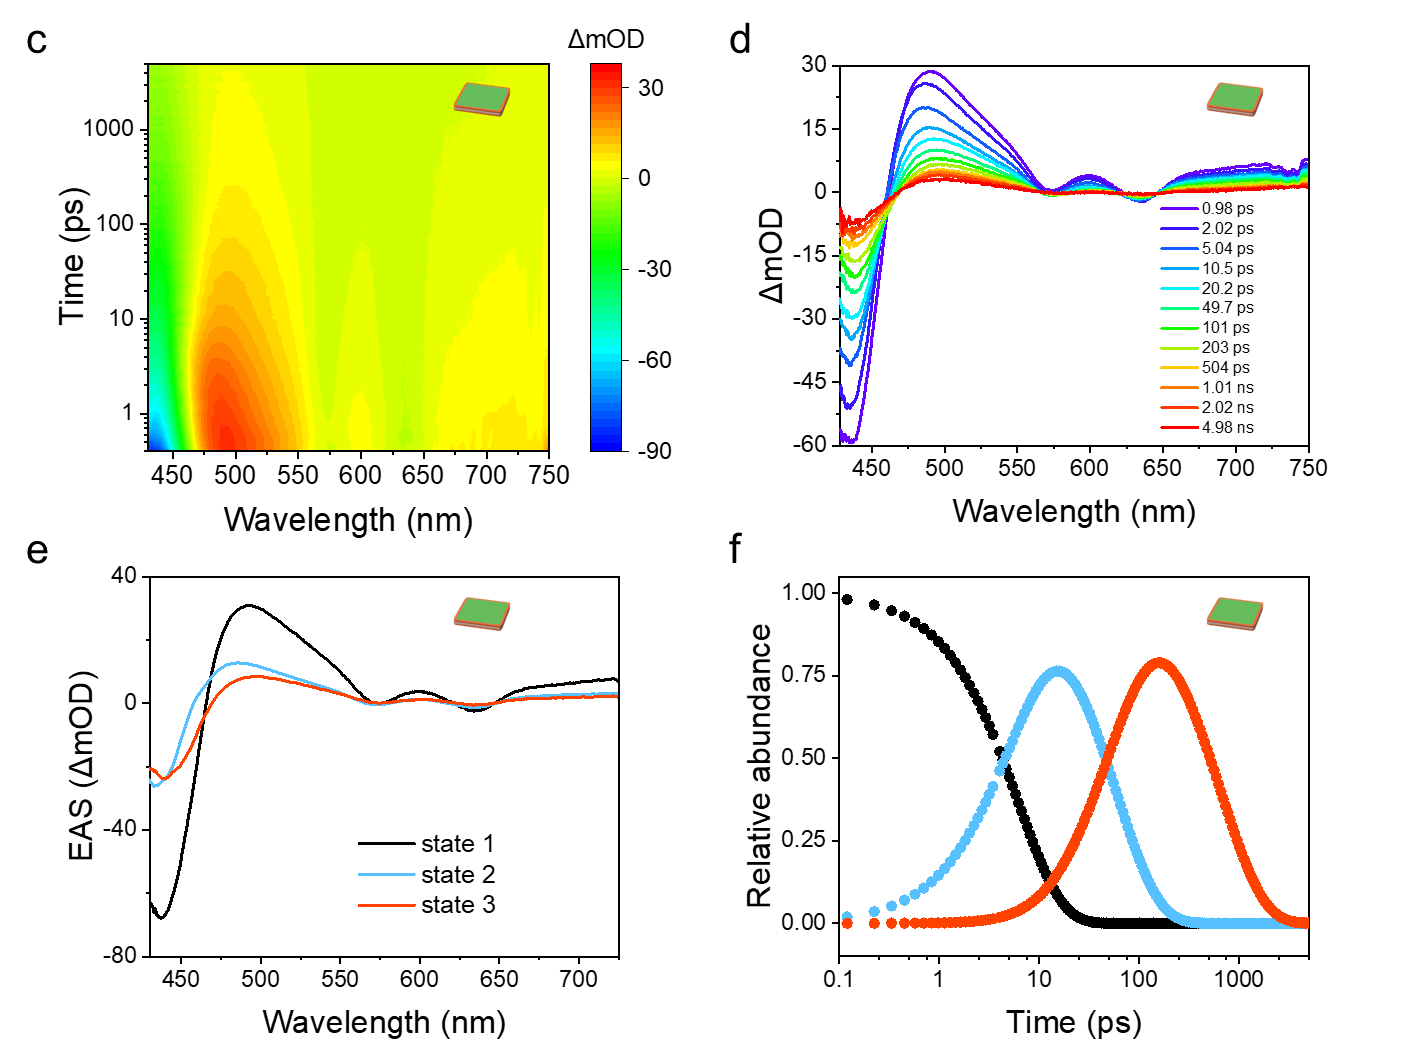 c
ΔmOD
30
0
-30
-60
-90
1000
100
10
1
Time (ps)
450 500 550 600 650 700 750
Wavelength (nm)
d
30
15
0
-15
-30
-45
-60
ΔmOD
0.98 ps
2.02 ps
5.04 ps
10.5 ps
20.2 ps
49.7 ps
101 ps
203 ps
504 ps
1.01 ns
2.02 ns
4.98 ns
450 500 550 600 650 700 750
Wavelength (nm)
e
40
0
-40
-80
EAS (ΔmOD)
state 1
state 2
state 3
450 500 550 600 650 700
Wavelength (nm)
f
1.00
0.75
0.50
0.25
0.00
Relative abundance
0.1 1 10 100 1000
Time (ps)